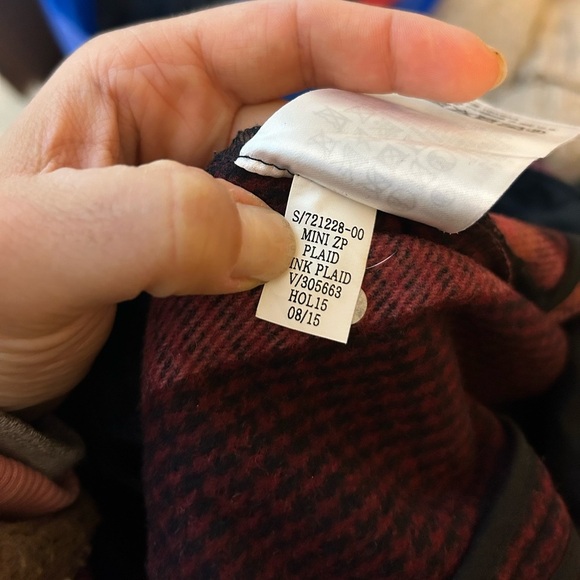 S/721228-00
MINI ZP
PLAID
INK PLAID
V/305663
HOL15
08/15